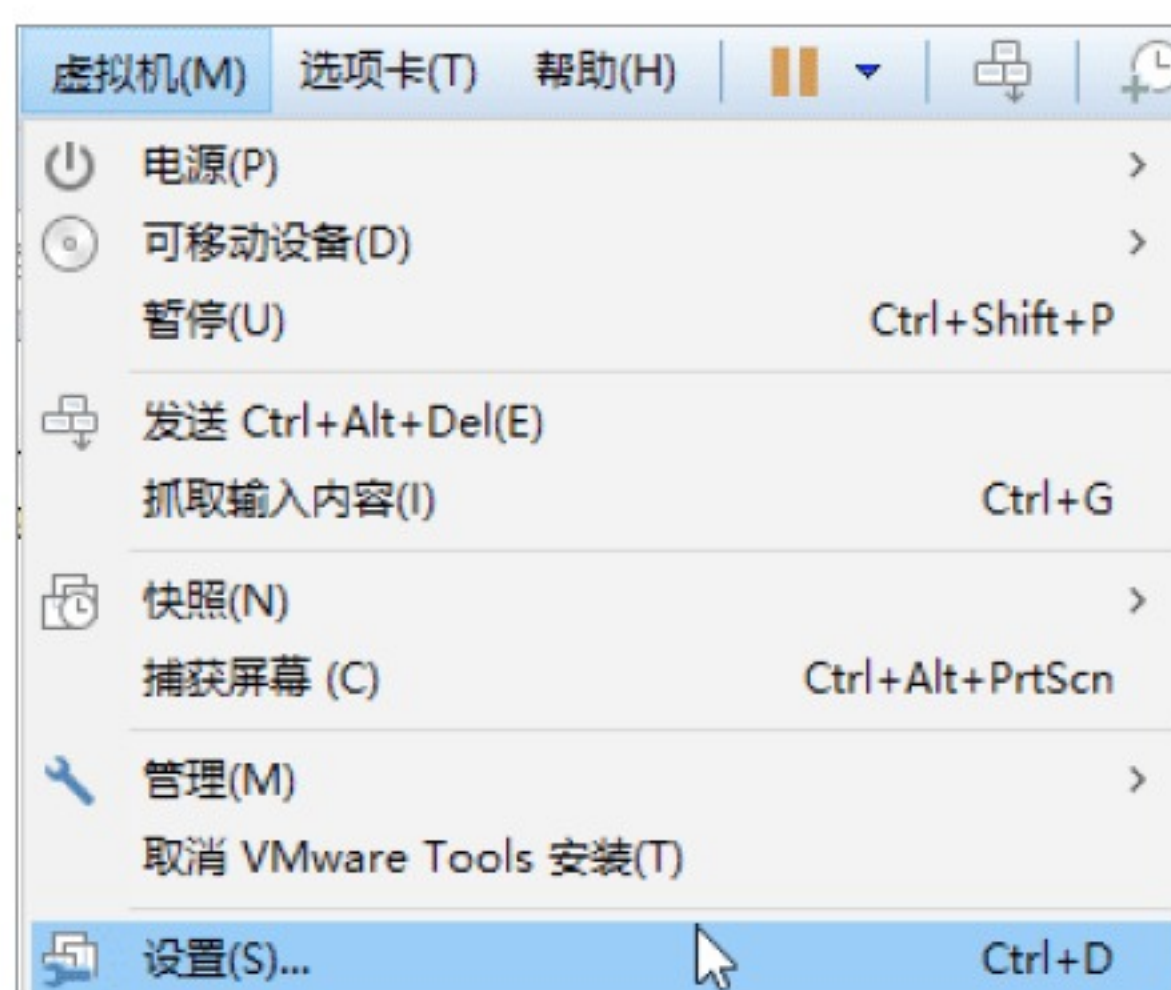 虚拟机(M) 选项卡(T) 帮助(H)
电源(P)
可移动设备(D)
暂停(U) Ctrl+Shift+P
发送 Ctrl+Alt+Del(E)
抓取输入内容(I) Ctrl+G
快照(N)
捕获屏幕 (C) Ctrl+Alt+PrtScn
管理(M)
取消 VMware Tools 安装(T)
设置(S)... Ctrl+D